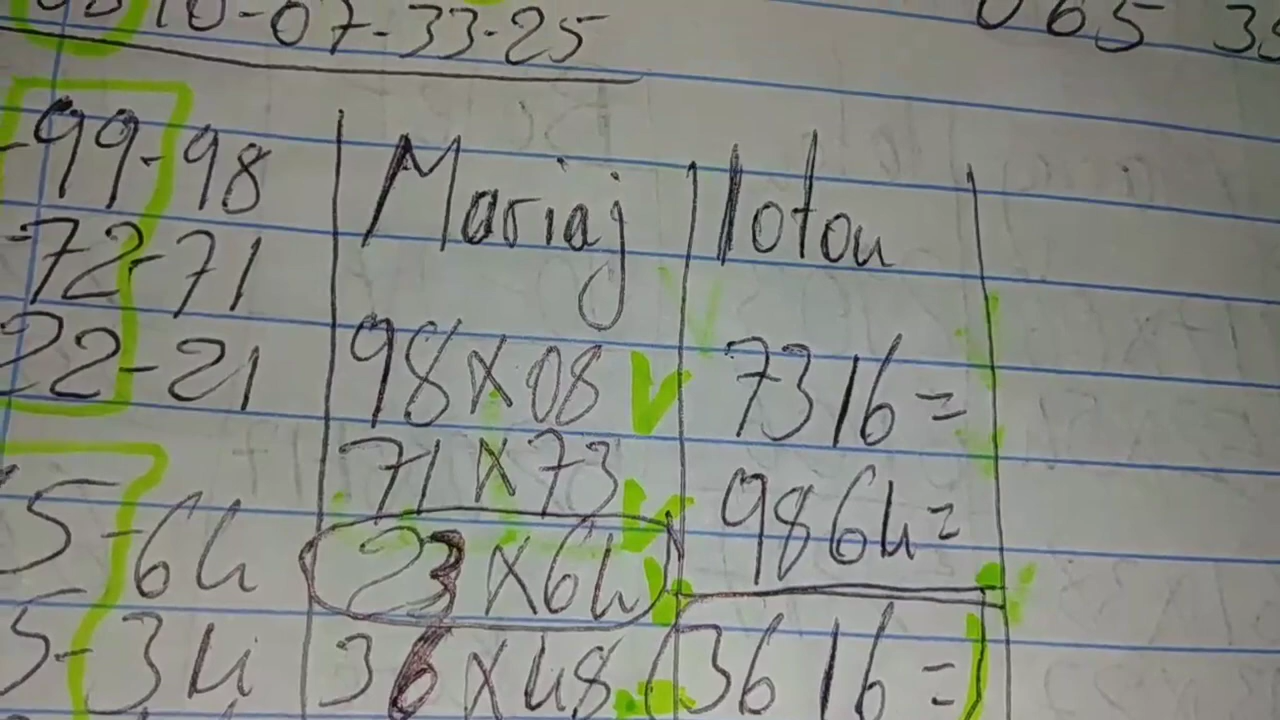 10-07-33-25
065
-99-98 Mariaj lotou
-72-71
22-21 98X08 7316=
71X73 9864=
5-64 23X64
5-34 36X48 (3616=)